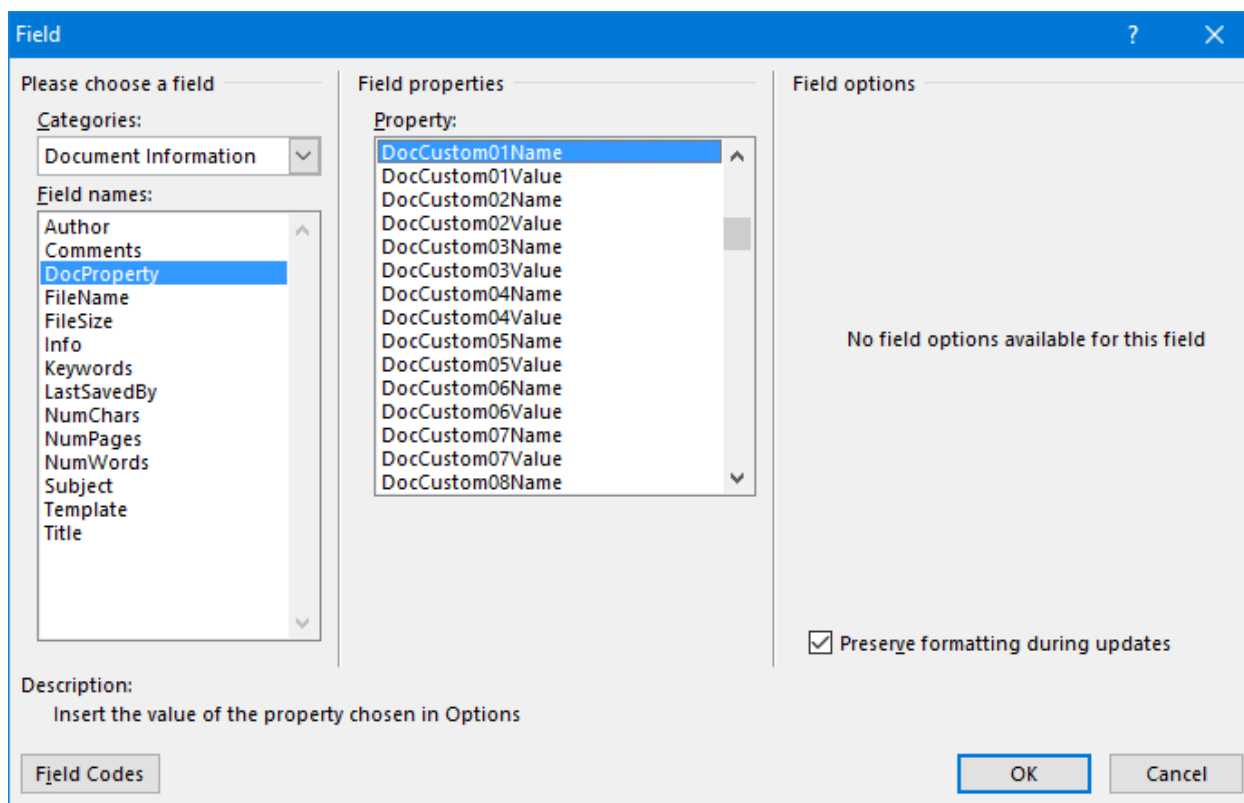 Field
?
Please choose a field
Categories:
Document Information
Field names:
Author
Comments
DocProperty
FileName
FileSize
Info
Keywords
LastSavedBy
NumChars
NumPages
NumWords
Subject
Template
Title
Field properties
Property:
DocCustom01Name
DocCustom01Value
DocCustom02Name
DocCustom02Value
DocCustom03Name
DocCustom03Value
DocCustom04Name
DocCustom04Value
DocCustom05Name
DocCustom05Value
DocCustom06Name
DocCustom06Value
DocCustom07Name
DocCustom07Value
DocCustom08Name
Field options
No field options available for this field
Preserve formatting during updates
Description:
Insert the value of the property chosen in Options
Field Codes
OK
Cancel